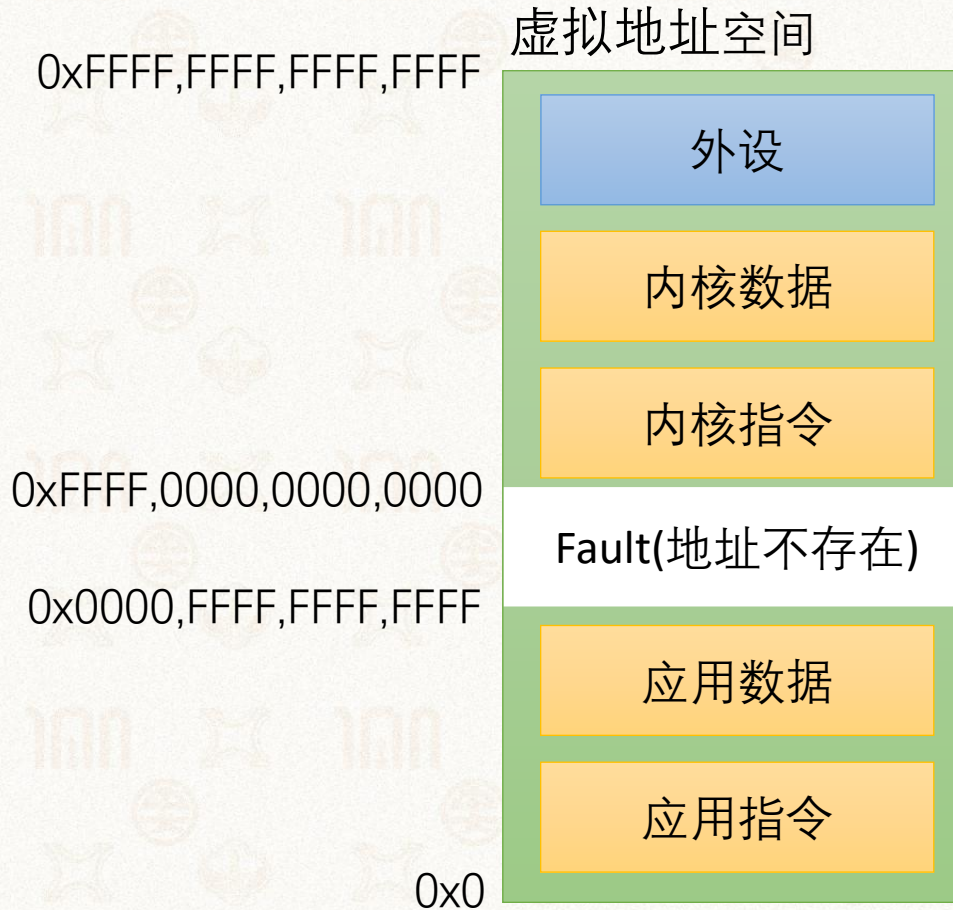 虚拟地址空间
0xFFFF,FFFF,FFFF,FFFF
外设
内核数据
内核指令
0xFFFF,0000,0000,0000
Fault(地址不存在)
0x0000,FFFF,FFFF,FFFF
应用数据
应用指令
0x0